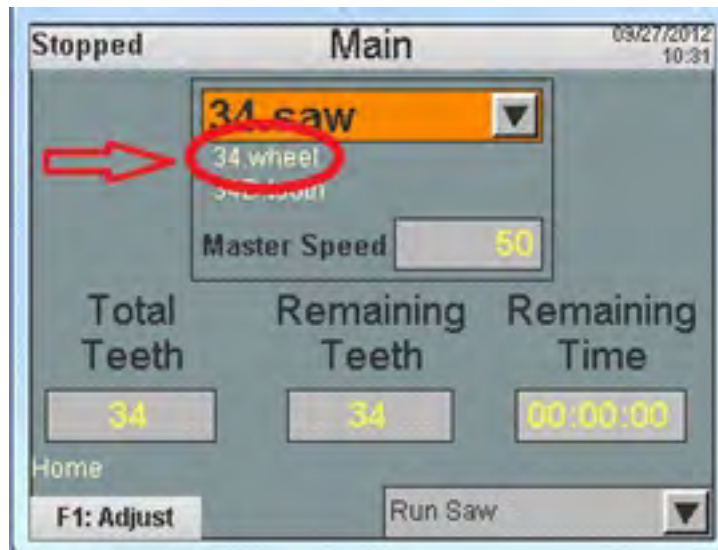 Stopped
Main
09/27/2012
10:31
34.saw
34.wheel
Master Speed
50
Total
Teeth
Remaining
Teeth
Remaining
Time
34
34
00:00:00
Home
F1: Adjust
Run Saw